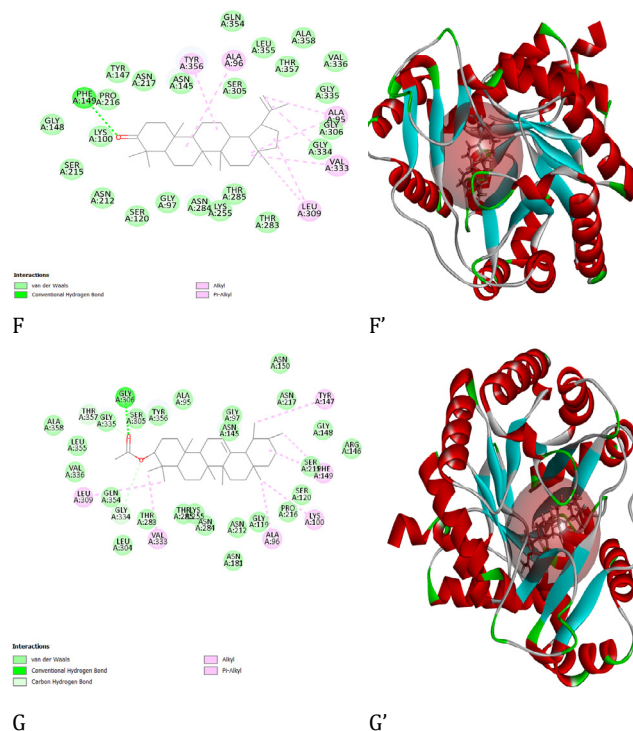 GLN
A:354
ALA
A:358
LEU
A:355
TYR
A:356
ALA
A:96
VAL
A:336
THR
A:357
TYR
A:147
ASN
A:217
ASN
A:145
SER
A:305
GLY
A:335
PHE
A:149
PRO
A:216
ALA
A:95
GLY
A:306
GLY
A:148
LYS
A:100
O
GLY
A:334
VAL
A:333
SER
A:215
ASN
A:212
SER
A:120
GLY
A:97
ASN
A:284
LYS
A:255
THR
A:285
THR
A:283
LEU
A:309
Interactions
van der Waals
Conventional Hydrogen Bond
Alkyl
Pi-Alkyl
F
F'
ASN
A:150
GLY
A:306
ALA
A:95
ASN
A:217
TYR
A:147
THR
A:357
GLY
A:335
SER
A:305
TYR
A:356
GLY
A:97
ASN
A:145
GLY
A:148
ALA
A:358
LEU
A:355
ARG
A:146
VAL
A:336
SER
A:215
PHE
A:149
LEU
A:309
GLN
A:354
SER
A:120
GLY
A:334
THR
A:283
THR
A:285
LYS
A:255
ASN
A:284
ASN
A:212
GLY
A:119
PRO
A:216
LYS
A:100
LEU
A:304
VAL
A:333
ALA
A:96
ASN
A:181
Interactions
van der Waals
Conventional Hydrogen Bond
Carbon Hydrogen Bond
Alkyl
Pi-Alkyl
G
G'